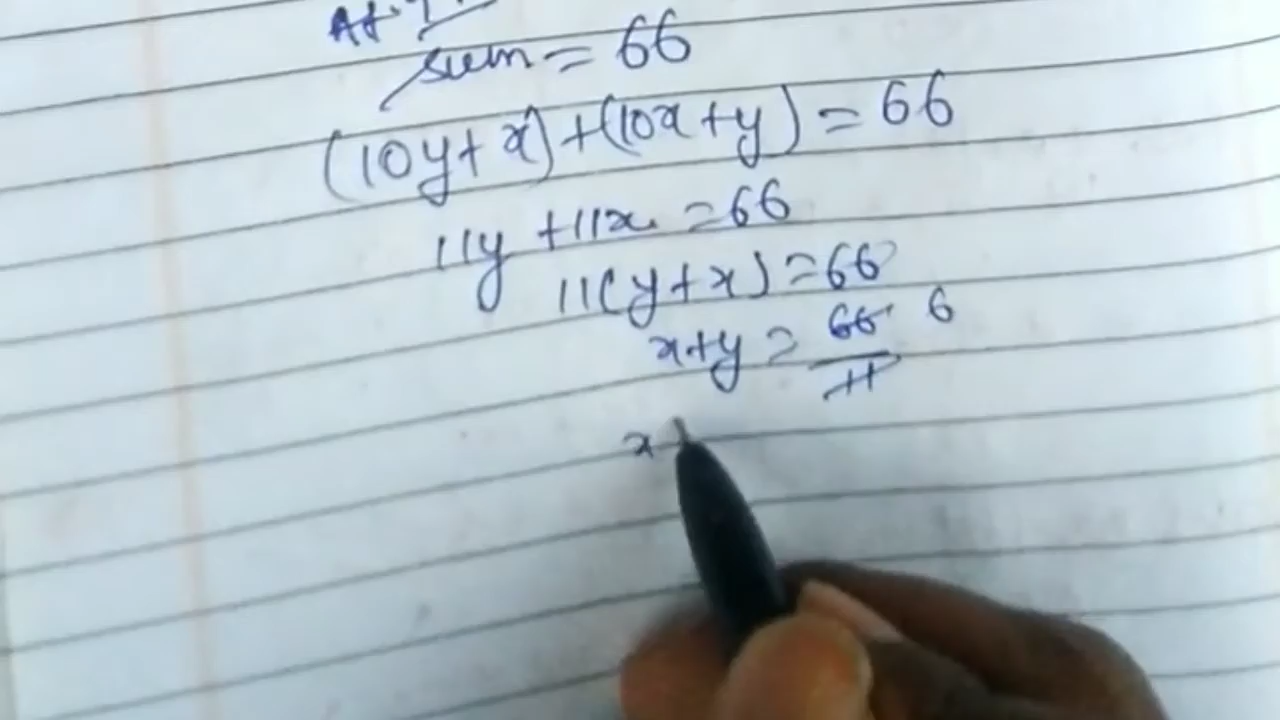 sum = 66
(10y+x)+(10x+y) = 66
11y + 11x = 66
11(y+x) = 66
x+y = 66/11 6
x